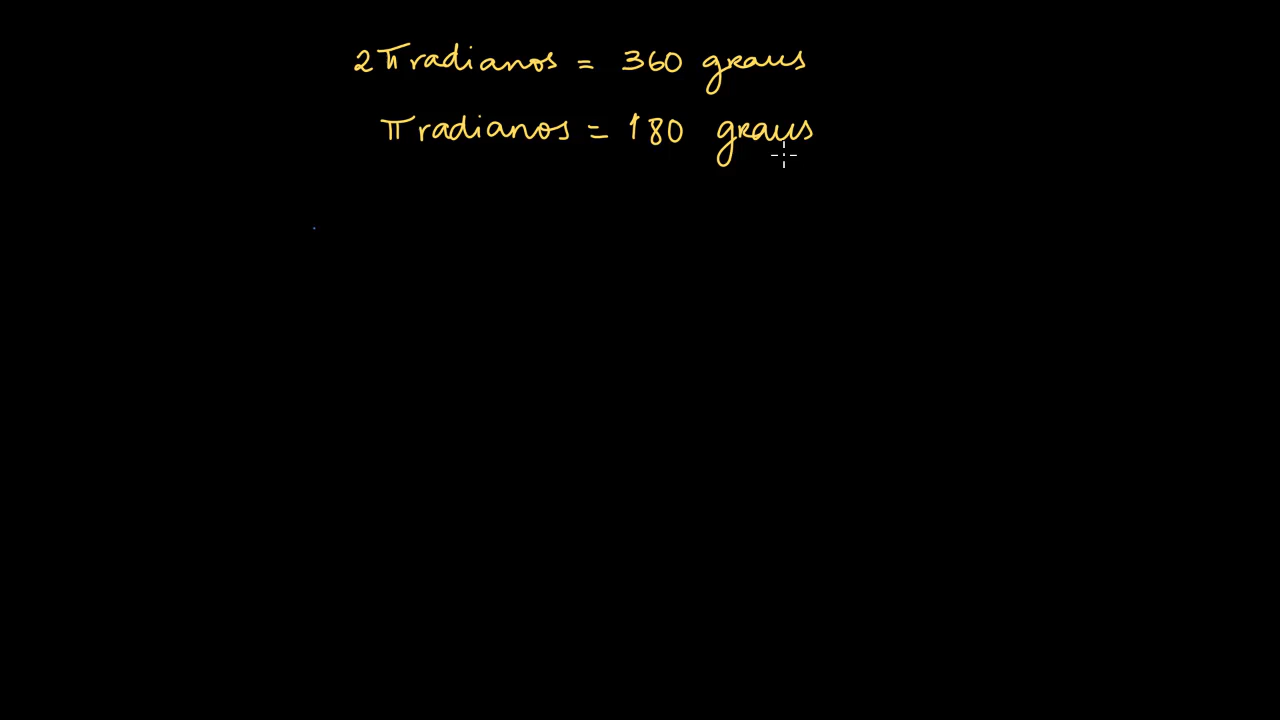 2π radianos = 360 graus
π radianos = 180 graus